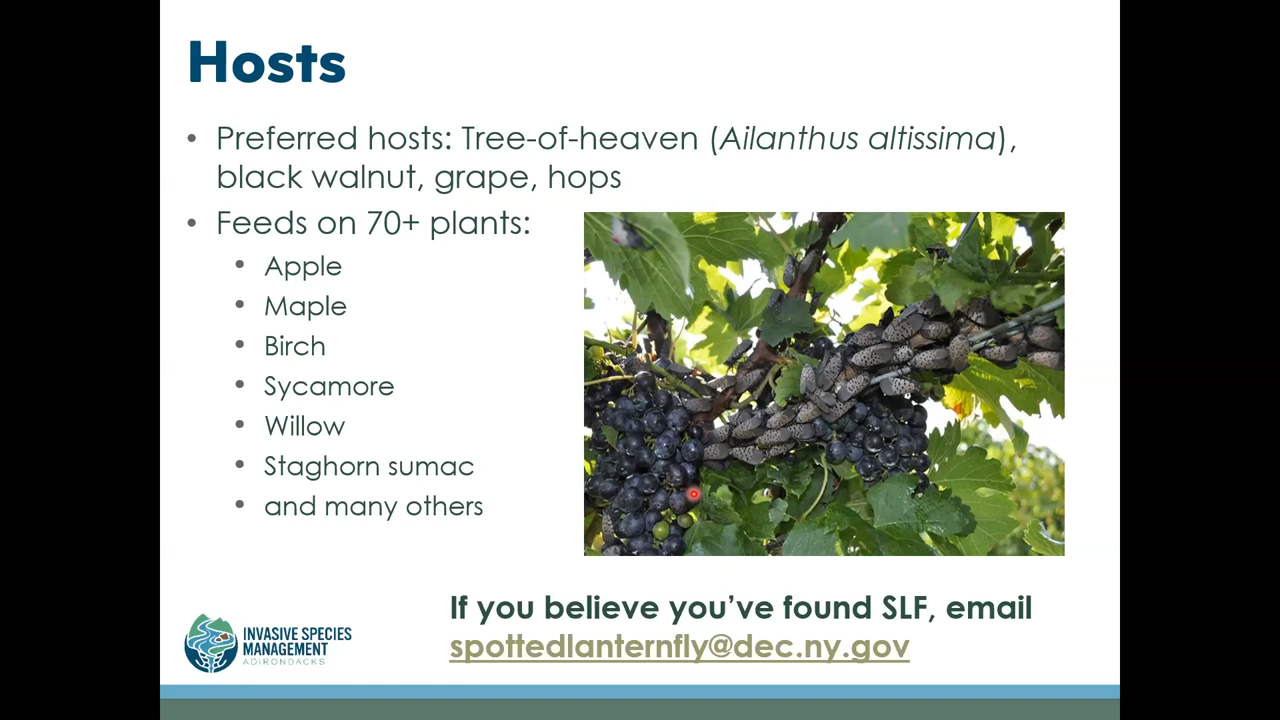 Hosts
• Preferred hosts: Tree-of-heaven (Ailanthus altissima),
black walnut, grape, hops
• Feeds on 70+ plants:
• Apple
• Maple
• Birch
• Sycamore
• Willow
• Staghorn sumac
• and many others
If you believe you’ve found SLF, email
spottedlanternfly@dec.ny.gov
INVASIVE SPECIES
MANAGEMENT
ADIRONDACKS